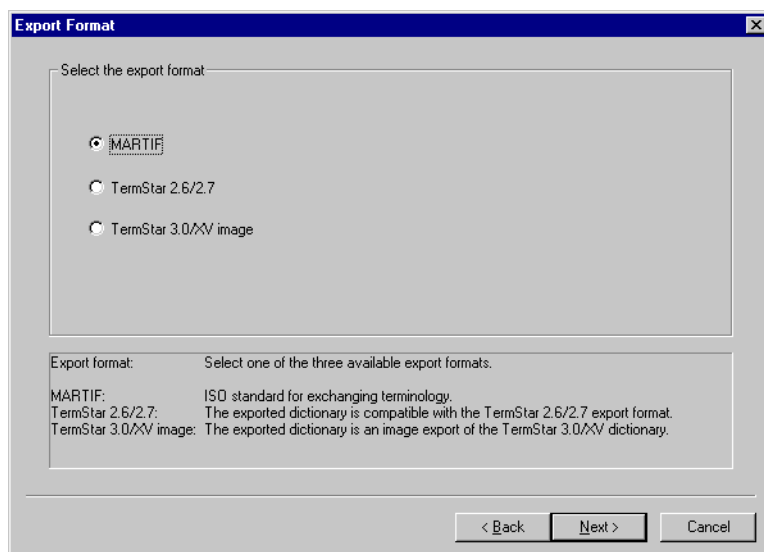 Export Format
Select the export format
MARTIF
TermStar 2.6/2.7
TermStar 3.0/XV image
Export format: Select one of the three available export formats.
MARTIF: ISO standard for exchanging terminology.
TermStar 2.6/2.7: The exported dictionary is compatible with the TermStar 2.6/2.7 export format.
TermStar 3.0/XV image: The exported dictionary is an image export of the TermStar 3.0/XV dictionary.
< Back Next > Cancel